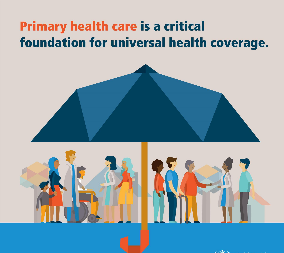 Primary health care is a critical
foundation for universal health coverage.